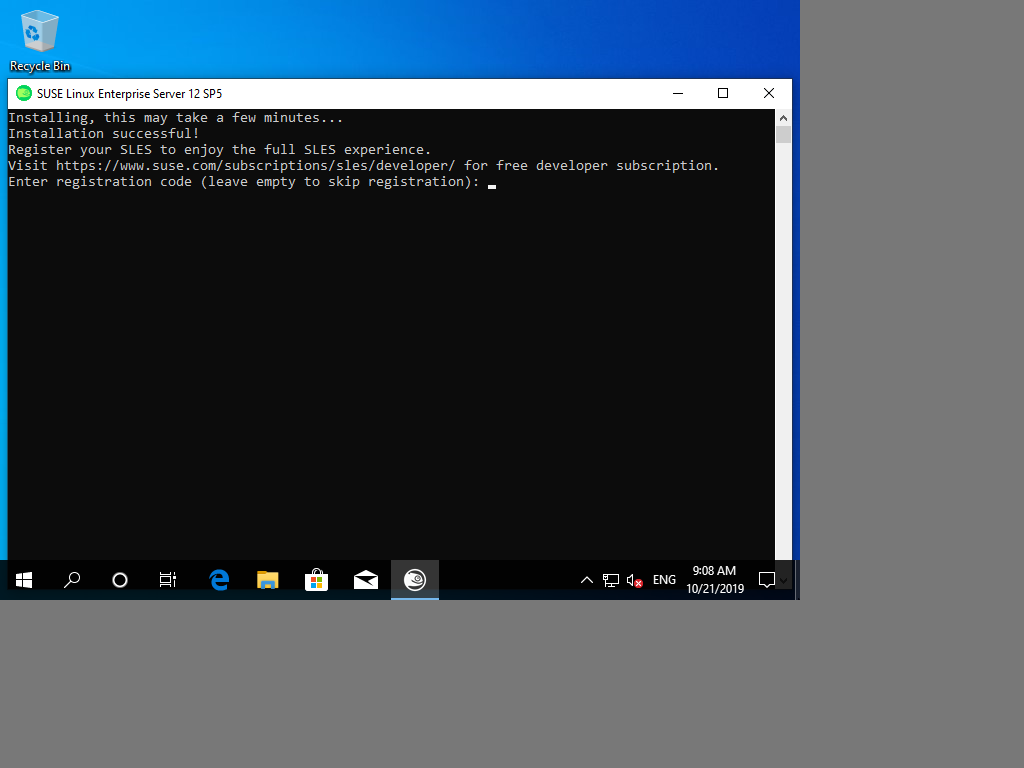 Recycle Bin
SUSE Linux Enterprise Server 12 SP5
Installing, this may take a few minutes...
Installation successful!
Register your SLES to enjoy the full SLES experience.
Visit https://www.suse.com/subscriptions/sles/developer/ for free developer subscription.
Enter registration code (leave empty to skip registration):
ENG
9:08 AM
10/21/2019